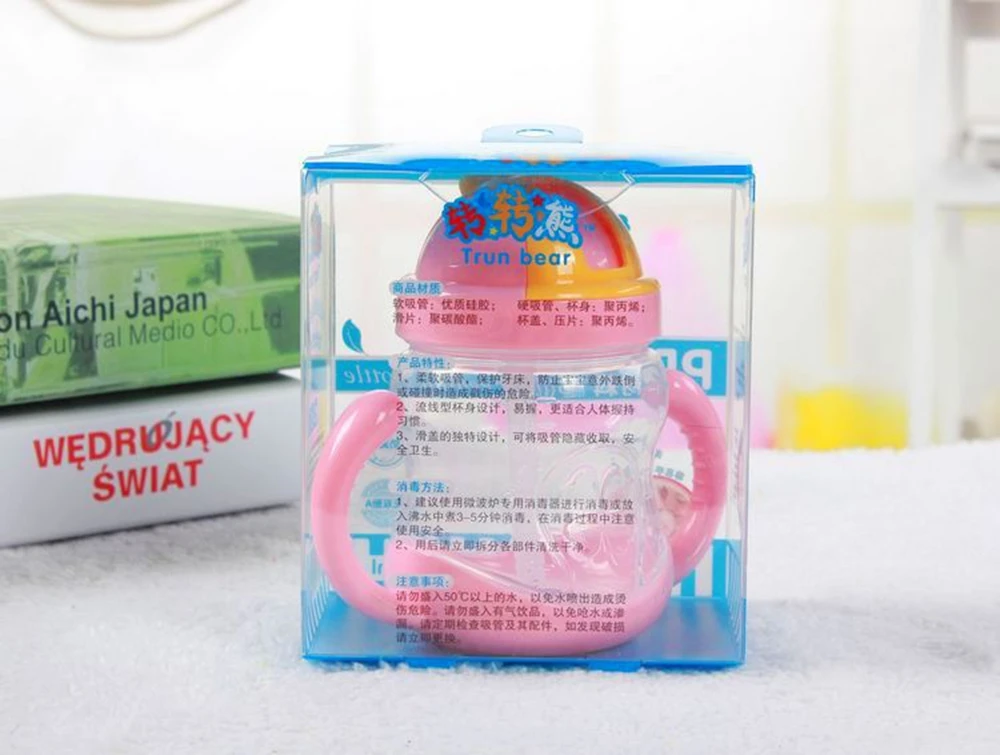 转转熊™
Trun bear
商品材质
软吸管：优质硅胶； 硬吸管、杯身：聚丙烯；
滑片：聚碳酸酯； 杯盖、压片：聚丙烯。
产品特性：
1、柔软吸管，保护牙床，防止宝宝意外跌倒
或碰撞时造成戳伤的危险。
2、流线型杯身设计，易握，更适合人体握持
习惯。
3、滑盖的独特设计，可将吸管隐藏收取，安
全卫生。
消毒方法：
1、建议使用微波炉专用消毒器进行消毒或放
入沸水中煮3-5分钟消毒，在消毒过程中注意
使用安全。
2、用后请立即拆分各部件清洗干净。
注意事项：
请勿盛入50℃以上的水，以免水喷出造成烫
伤危险。请勿盛入有气饮品，以免呛水或渗
漏。请定期检查吸管及其配件，如发现破损
请立即更换。
on Aichi Japan
du Cultural Medio CO.,Ltd
WĘDRUJĄCY
ŚWIAT